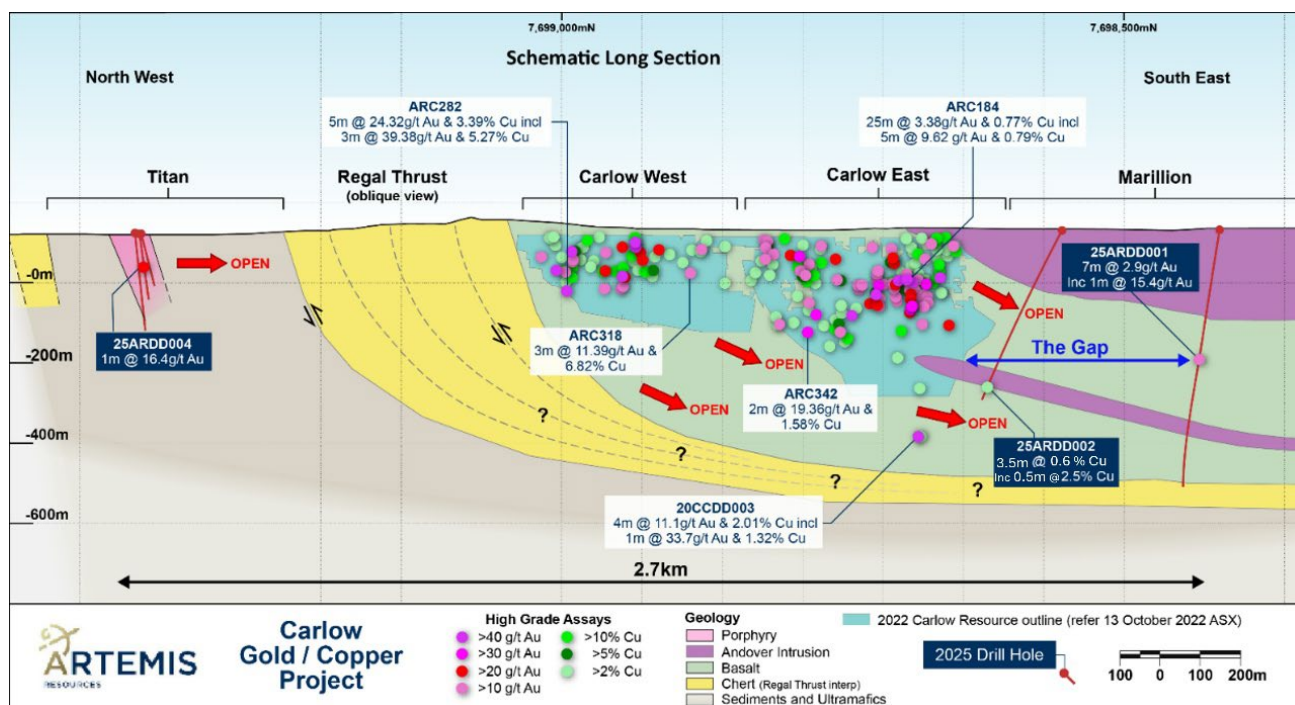 7,699,000mN
7,698,500mN
Schematic Long Section
North West
South East
ARC282
5m @ 24.32g/t Au & 3.39% Cu incl
3m @ 39.38g/t Au & 5.27% Cu
ARC184
25m @ 3.38g/t Au & 0.77% Cu incl
5m @ 9.62 g/t Au & 0.79% Cu
Titan
Regal Thrust
(oblique view)
Carlow West
Carlow East
Marillion
-0m
OPEN
25ARDD001
7m @ 2.9g/t Au
Inc 1m @ 15.4g/t Au
OPEN
25ARDD004
1m @ 16.4g/t Au
ARC318
3m @ 11.39g/t Au &
6.82% Cu
The Gap
-200m
OPEN
ARC342
2m @ 19.36g/t Au &
1.58% Cu
OPEN
OPEN
?
-400m
25ARDD002
3.5m @ 0.6 % Cu
Inc 0.5m @2.5% Cu
?
?
?
20CCDD003
4m @ 11.1g/t Au & 2.01% Cu incl
1m @ 33.7g/t Au & 1.32% Cu
-600m
2.7km
ARTEMIS
RESOURCES
Carlow
Gold / Copper
Project
High Grade Assays
>40 g/t Au
>10% Cu
>30 g/t Au
>5% Cu
>20 g/t Au
>2% Cu
>10 g/t Au
Geology
Porphyry
Andover Intrusion
Basalt
Chert (Regal Thrust interp)
Sediments and Ultramafics
2022 Carlow Resource outline (refer 13 October 2022 ASX)
2025 Drill Hole
100 0 100 200m